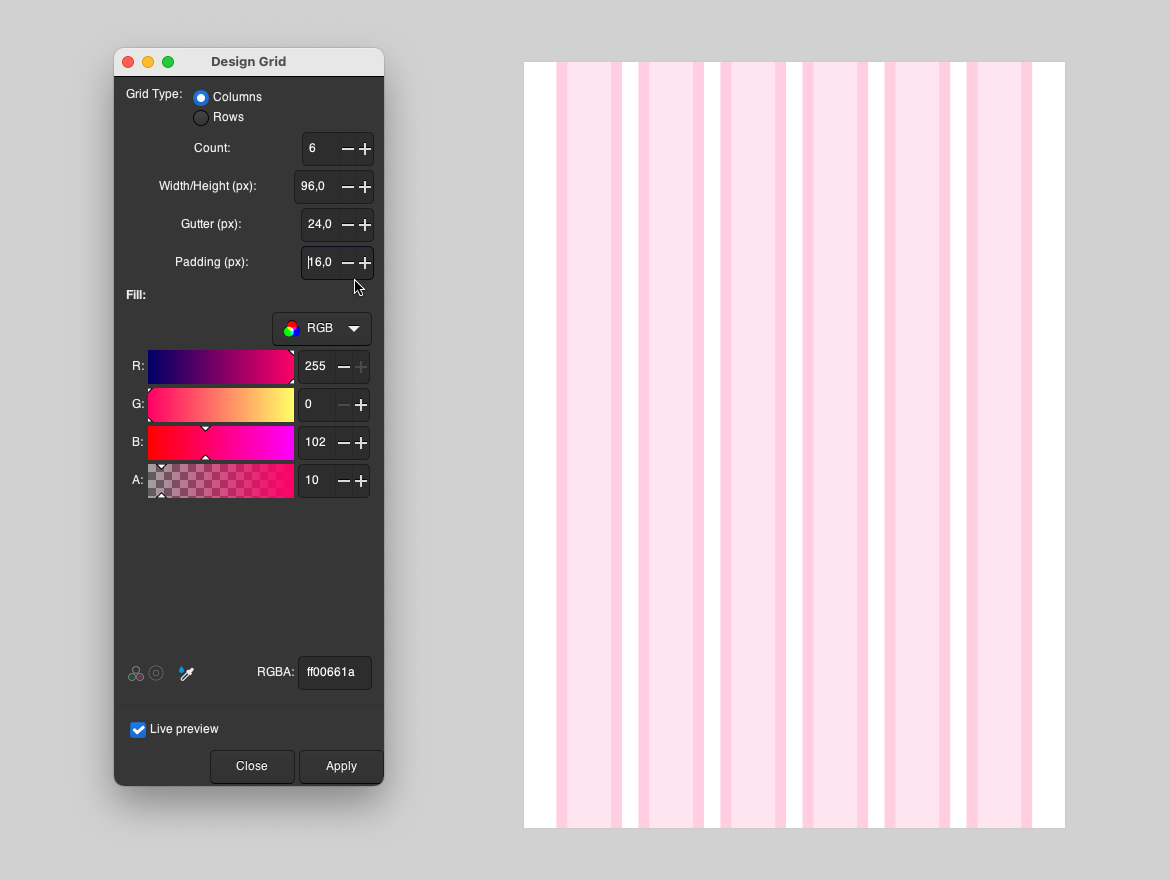 Design Grid
Grid Type: Columns
Rows
Count: 6
Width/Height (px): 96,0
Gutter (px): 24,0
Padding (px): 16,0
Fill:
RGB
R: 255
G: 0
B: 102
A: 10
RGBA: ff00661a
Live preview
Close Apply